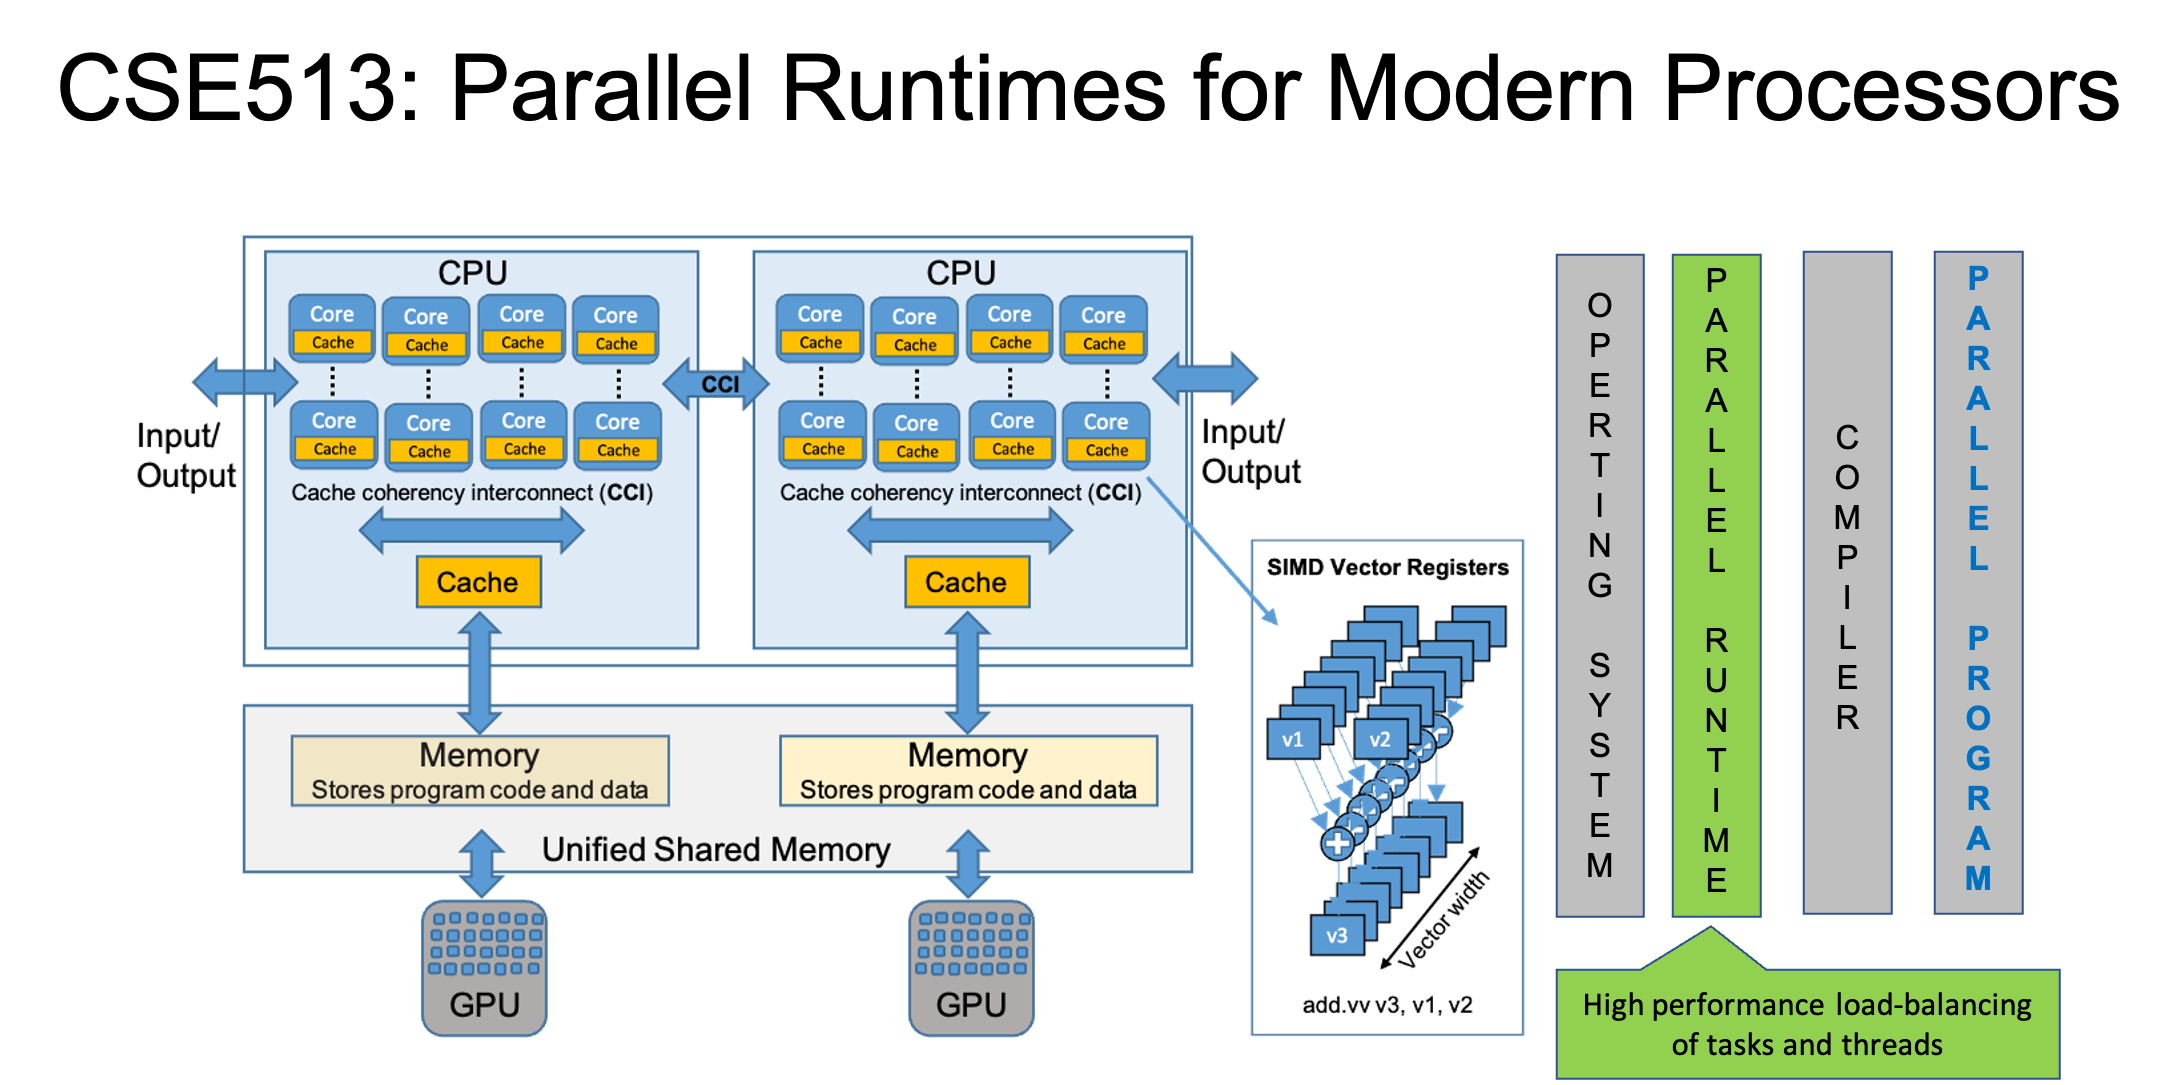 CSE513: Parallel Runtimes for Modern Processors
CPU
Core
Cache
Core
Cache
Core
Cache
Core
Cache
Core
Cache
Core
Cache
Core
Cache
Core
Cache
Cache coherency interconnect (CCI)
Cache
Input/
Output
CCI
CPU
Core
Cache
Core
Cache
Core
Cache
Core
Cache
Core
Cache
Core
Cache
Core
Cache
Core
Cache
Cache coherency interconnect (CCI)
Cache
Input/
Output
Memory
Stores program code and data
Memory
Stores program code and data
Unified Shared Memory
GPU
GPU
SIMD Vector Registers
v1
v2
v3
Vector width
add.vv v3, v1, v2
OPERTING SYSTEM
PARALLEL RUNTIME
COMPILER
PARALLEL PROGRAM
High performance load-balancing
of tasks and threads